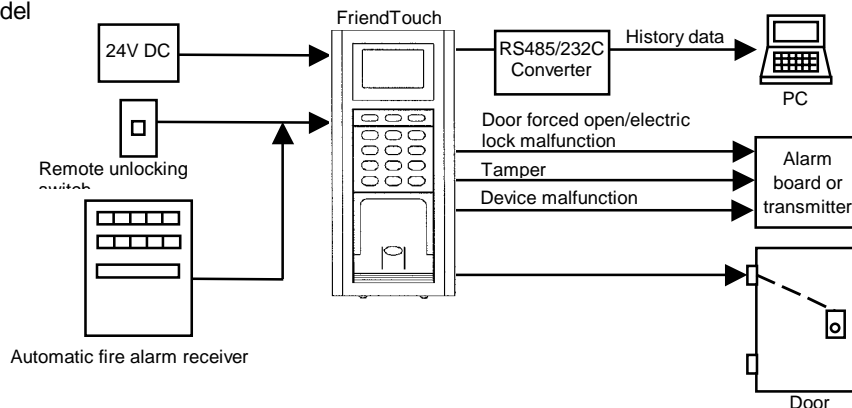 del
FriendTouch
24V DC
RS485/232C
Converter
History data
PC
Door forced open/electric
lock malfunction
Tamper
Device malfunction
Alarm
board or
transmitter
Remote unlocking
switch
Automatic fire alarm receiver
Door